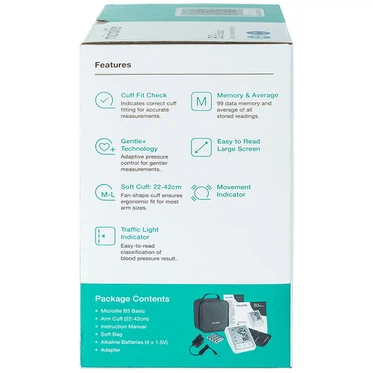 Features
Cuff Fit Check
Indicates correct cuff
fitting for accurate
measurements.
M
Memory & Average
99 data memory and
average of all
stored readings.
Gentle+
Technology
Adaptive pressure
control for gentler
measurements.
Easy to Read
Large Screen
M-L
Soft Cuff: 22-42cm
Fan-shape cuff ensures
ergonomic fit for most
arm sizes.
Movement
Indicator
Traffic Light
Indicator
Easy-to-read
classification of
blood pressure result.
Package Contents
• Microlife B3 Basic
• Arm Cuff (22-42cm)
• Instruction Manual
• Soft Bag
• Alkaline Batteries (4 x 1.5V)
• Adapter